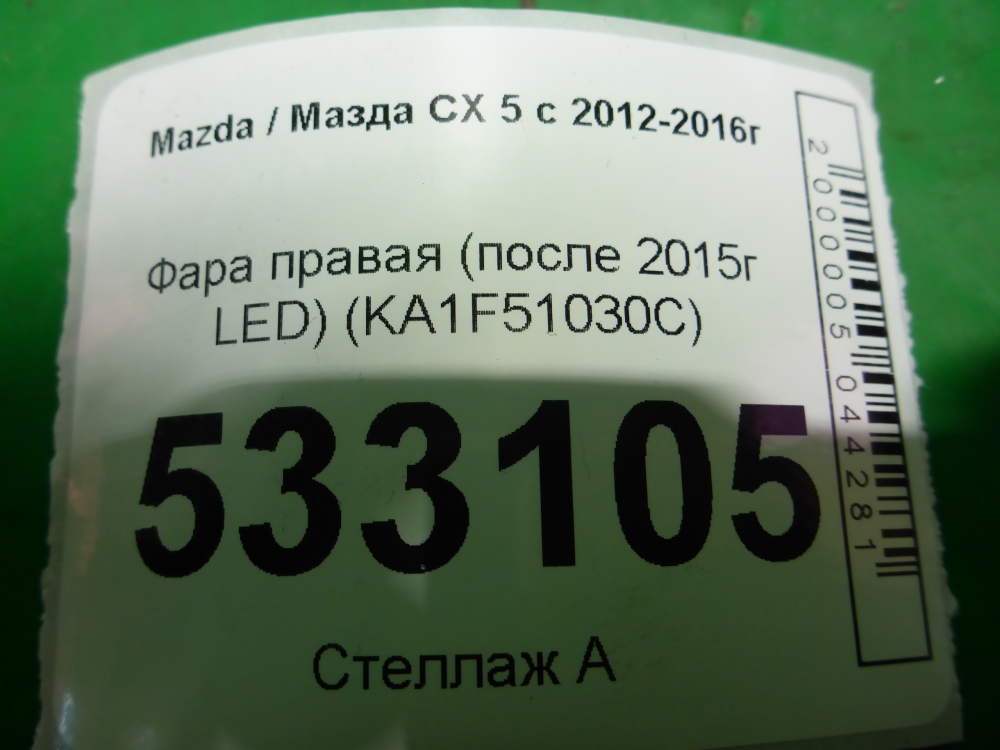 Mazda / Мазда CX 5 с 2012-2016г
Фара правая (после 2015г
LED) (KA1F51030C)
533105
Стеллаж А
2000005044281